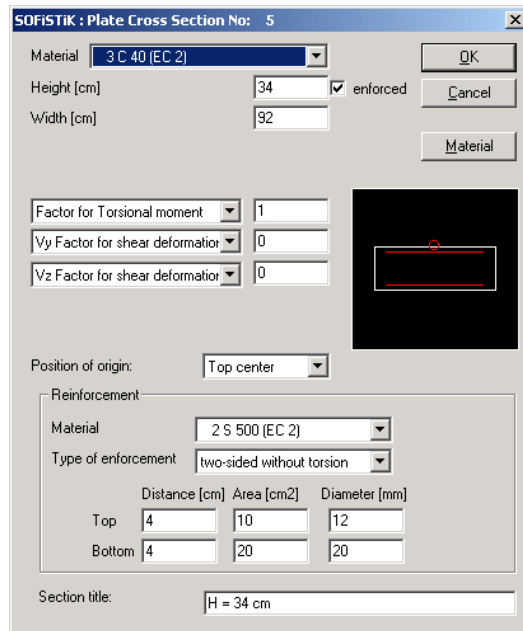 SOFiSTiK : Plate Cross Section No: 5
Material 3 C 40 (EC 2) OK
Height [cm] 34 enforced Cancel
Width [cm] 92
Material
Factor for Torsional moment 1
Vy Factor for shear deformation 0
Vz Factor for shear deformation 0
Position of origin: Top center
Reinforcement
Material 2 S 500 (EC 2)
Type of enforcement two-sided without torsion
Distance [cm] Area [cm2] Diameter [mm]
Top 4 10 12
Bottom 4 20 20
Section title: H = 34 cm